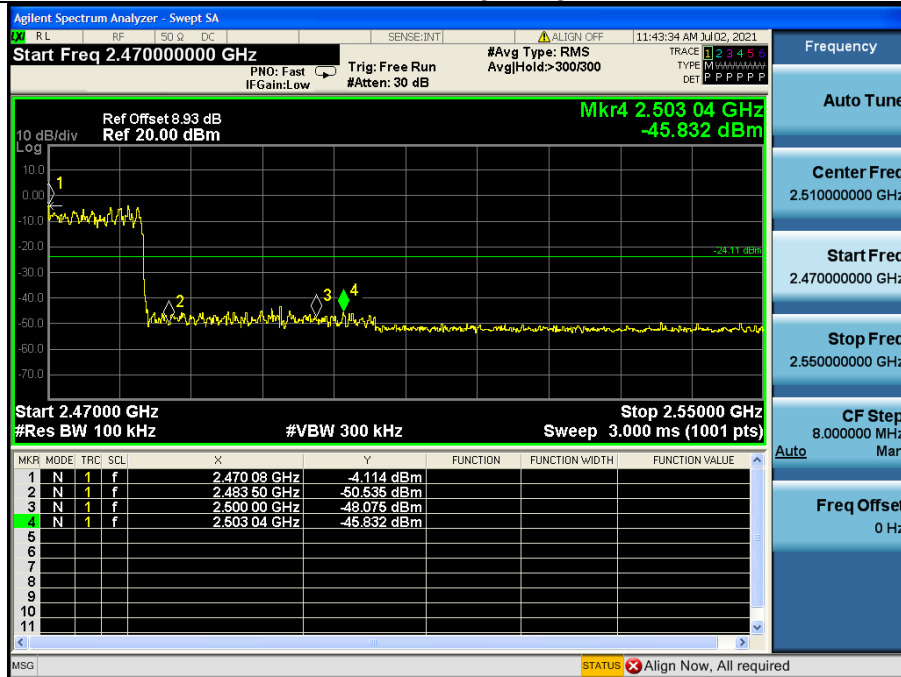 Agilent Spectrum Analyzer - Swept SA
LXI RL RF 50 Ω DC SENSE:INT ALIGN OFF 11:43:34 AM Jul 02, 2021
Start Freq 2.470000000 GHz
PNO: Fast
IFGain:Low
Trig: Free Run
#Atten: 30 dB
#Avg Type: RMS
Avg|Hold:>300/300
TRACE 1 2 3 4 5 6
TYPE M WWWWW
DET P P P P P P
Mkr4 2.503 04 GHz
-45.832 dBm
Ref Offset 8.93 dB
10 dB/div Ref 20.00 dBm
Log
10.0
0.00
-10.0
-20.0
-30.0
-40.0
-50.0
-60.0
-70.0
1
2
3
4
-24.11 dBm
Start 2.47000 GHz Stop 2.55000 GHz
#Res BW 100 kHz #VBW 300 kHz Sweep 3.000 ms (1001 pts)
MKR MODE TRC SCL X Y FUNCTION FUNCTION WIDTH FUNCTION VALUE
1 N 1 f 2.470 08 GHz -4.114 dBm
2 N 1 f 2.483 50 GHz -50.535 dBm
3 N 1 f 2.500 00 GHz -48.075 dBm
4 N 1 f 2.503 04 GHz -45.832 dBm
5
6
7
8
9
10
11
MSG STATUS Align Now, All required
Frequency
Auto Tune
Center Freq
2.510000000 GHz
Start Freq
2.470000000 GHz
Stop Freq
2.550000000 GHz
CF Step
8.000000 MHz
Auto Man
Freq Offset
0 Hz